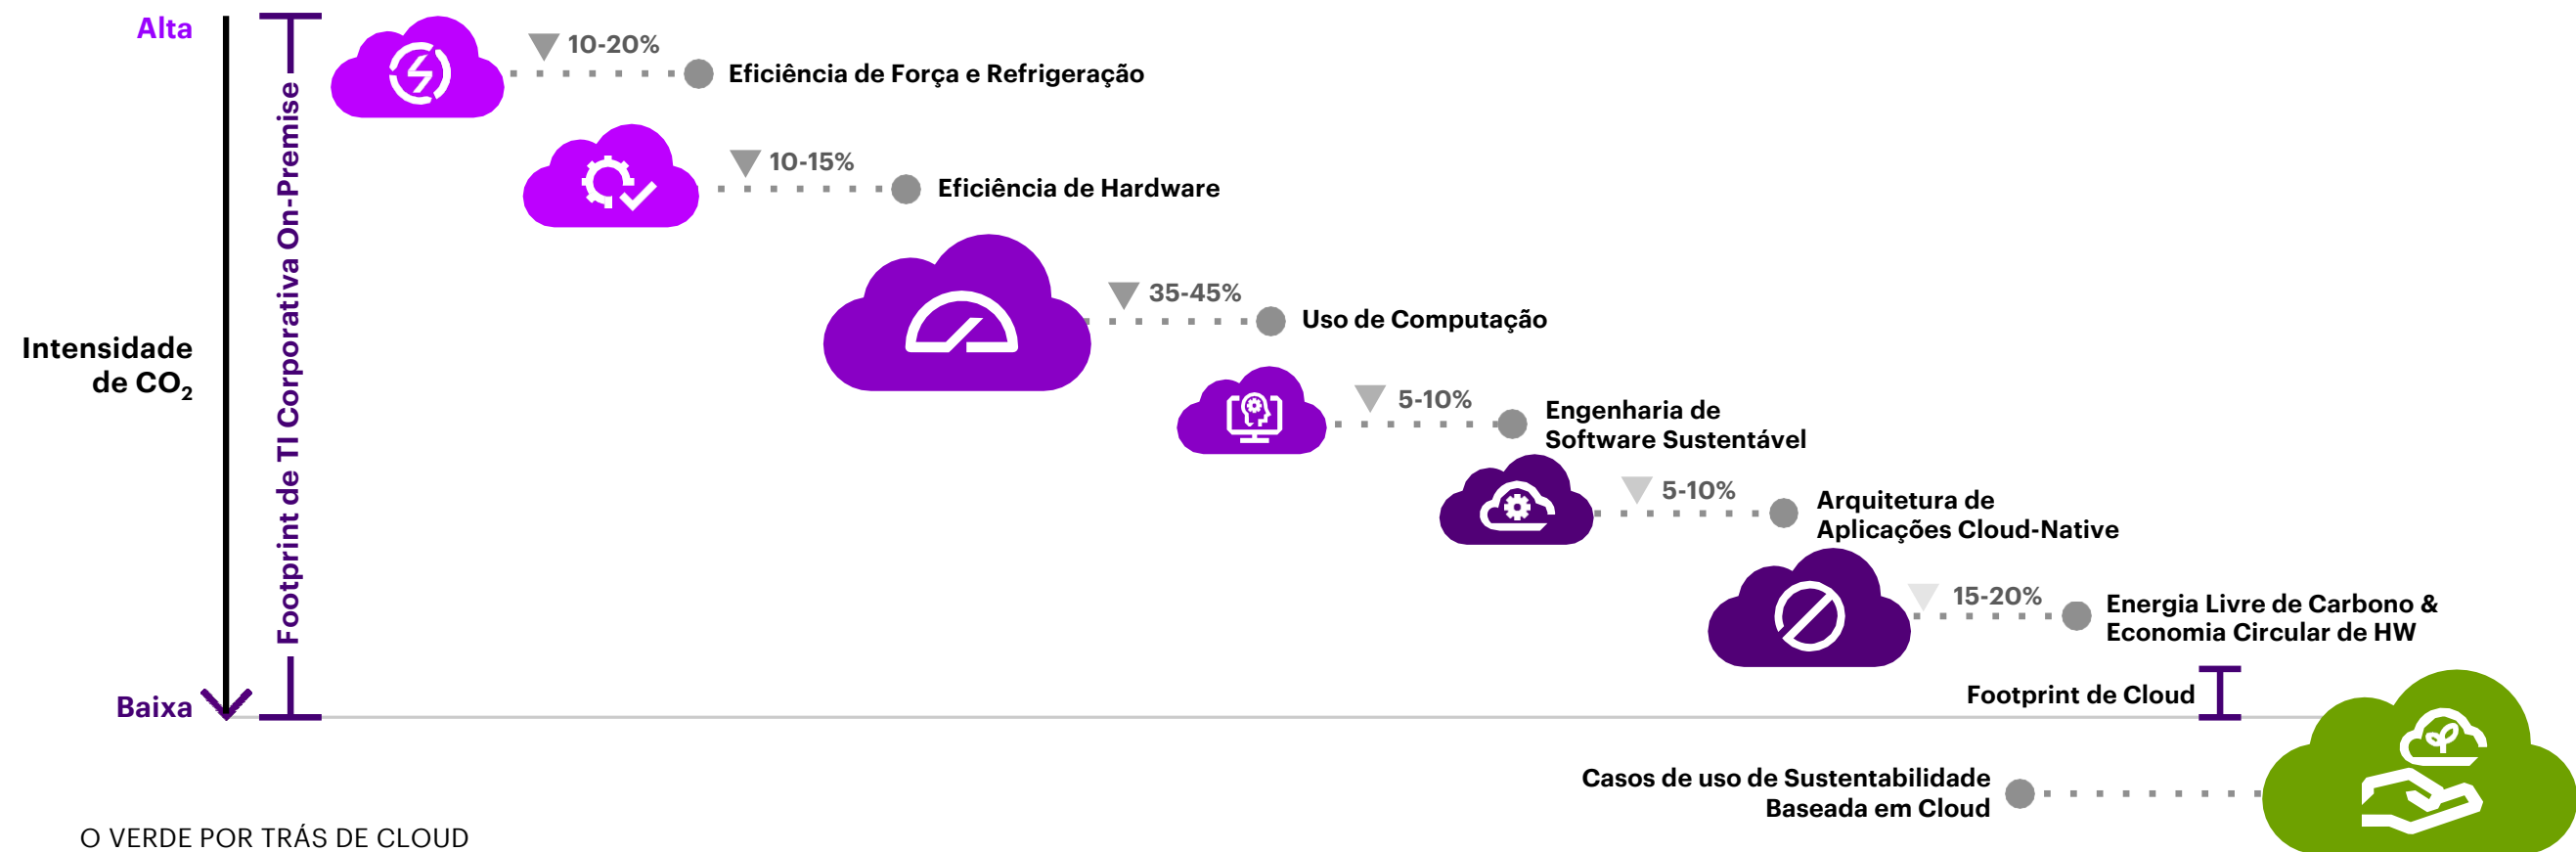 Alta
Footprint de TI Corporativa On-Premise
10-20%
Eficiência de Força e Refrigeração
10-15%
Eficiência de Hardware
35-45%
Uso de Computação
Intensidade
de CO₂
5-10%
Engenharia de
Software Sustentável
5-10%
Arquitetura de
Aplicações Cloud-Native
15-20%
Energia Livre de Carbono &
Economia Circular de HW
Footprint de Cloud
Baixa
Casos de uso de Sustentabilidade
Baseada em Cloud
O VERDE POR TRÁS DE CLOUD